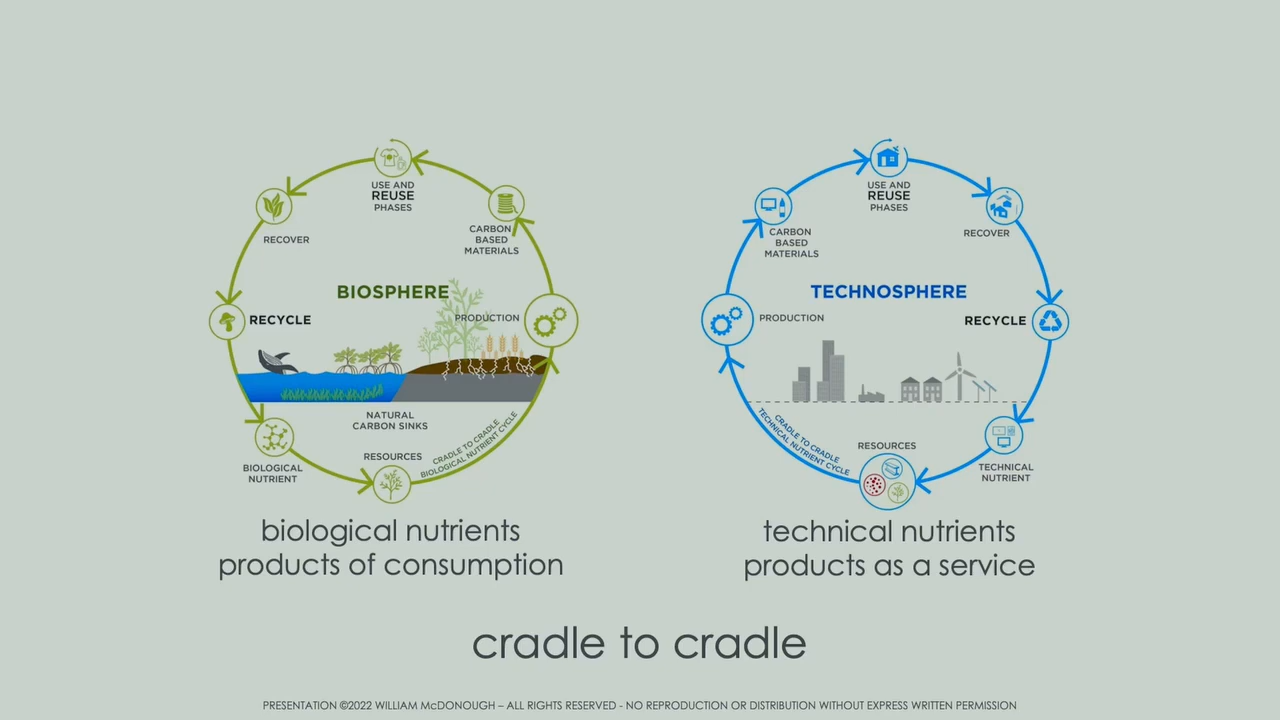 USE AND
REUSE
PHASES
CARBON
BASED
MATERIALS
RECOVER
BIOSPHERE
PRODUCTION
RECYCLE
NATURAL
CARBON SINKS
CRADLE TO CRADLE
BIOLOGICAL NUTRIENT CYCLE
RESOURCES
BIOLOGICAL
NUTRIENT
biological nutrients
products of consumption
USE AND
REUSE
PHASES
CARBON
BASED
MATERIALS
RECOVER
TECHNOSPHERE
PRODUCTION
RECYCLE
CRADLE TO CRADLE
TECHNICAL NUTRIENT CYCLE
RESOURCES
TECHNICAL
NUTRIENT
technical nutrients
products as a service
cradle to cradle
PRESENTATION ©2022 WILLIAM McDONOUGH – ALL RIGHTS RESERVED - NO REPRODUCTION OR DISTRIBUTION WITHOUT EXPRESS WRITTEN PERMISSION